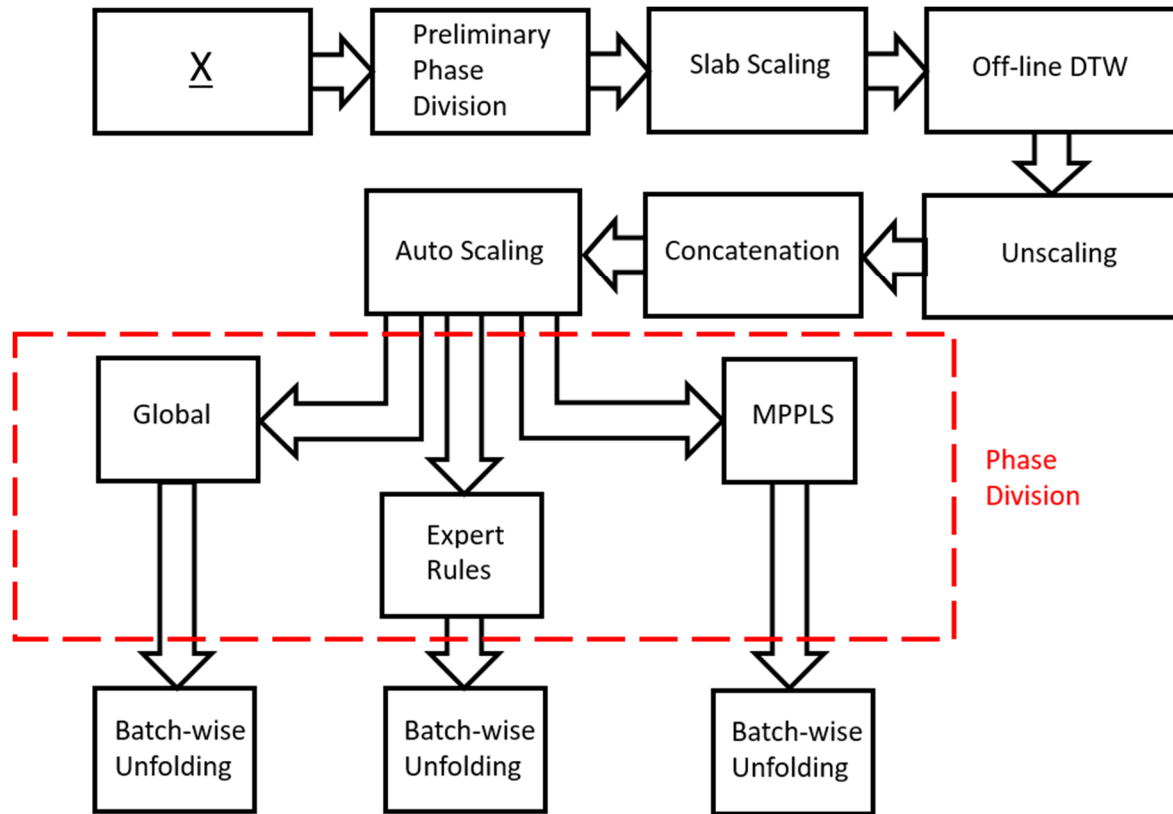 X
Preliminary
Phase
Division
Slab Scaling
Off-line DTW
Auto Scaling
Concatenation
Unscaling
Global
MPPLS
Phase
Division
Expert
Rules
Batch-wise
Unfolding
Batch-wise
Unfolding
Batch-wise
Unfolding